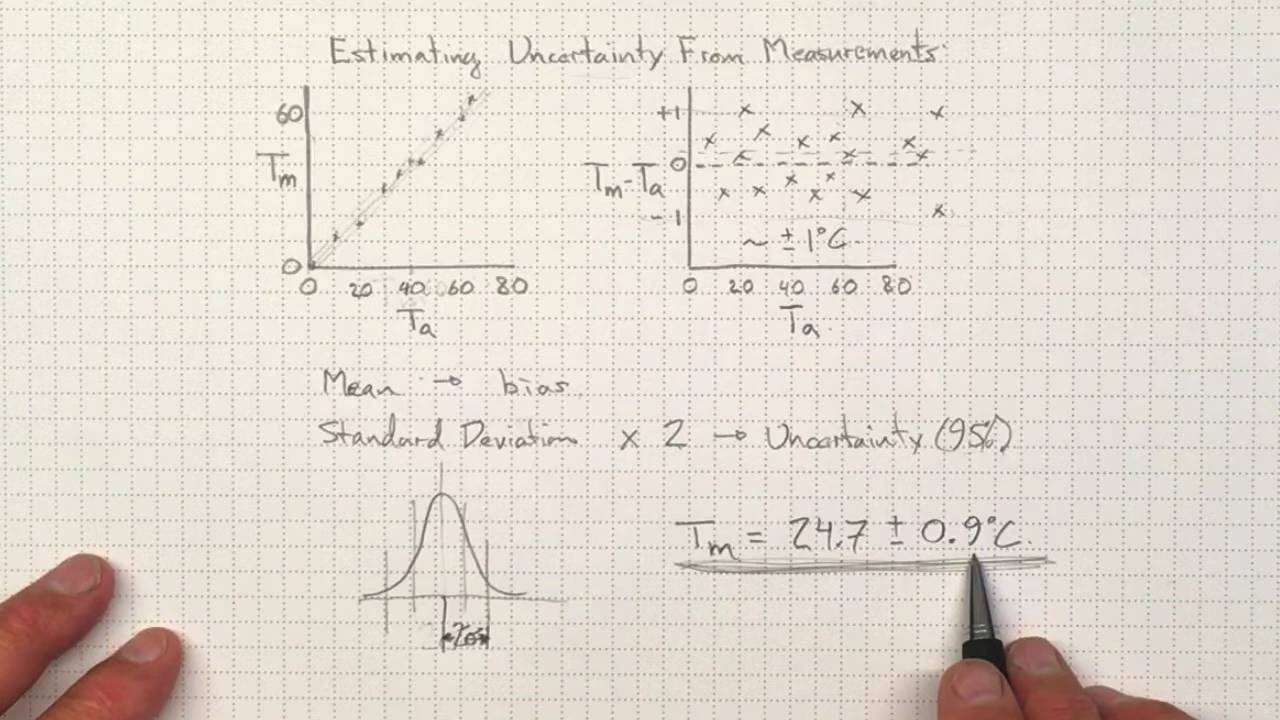 Estimating Uncertainty From Measurements
60
Tm
0
0 20 40 60 80
Ta
+1
Tm-Ta 0
-1
~ ± 1°C
0 20 40 60 80
Ta
Mean → bias
Standard Deviation x 2 → Uncertainty (95%)
Tm = 24.7 ± 0.9°C
2σ